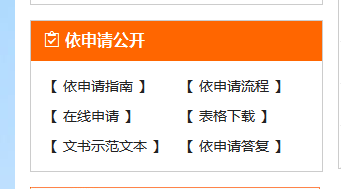 依申请公开
【 依申请指南 】 【 依申请流程 】
【 在线申请 】 【 表格下载 】
【 文书示范文本 】 【 依申请答复 】